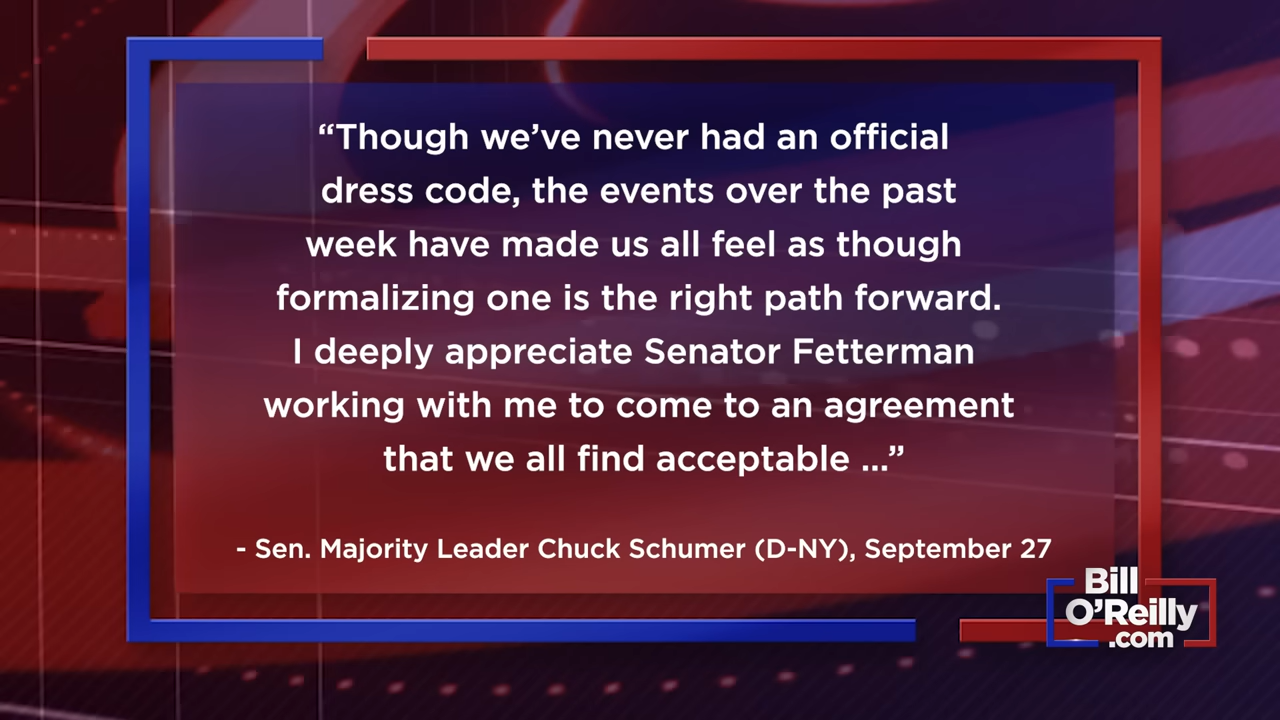 “Though we’ve never had an official
dress code, the events over the past
week have made us all feel as though
formalizing one is the right path forward.
I deeply appreciate Senator Fetterman
working with me to come to an agreement
that we all find acceptable ...”
- Sen. Majority Leader Chuck Schumer (D-NY), September 27
Bill
O’Reilly
.com